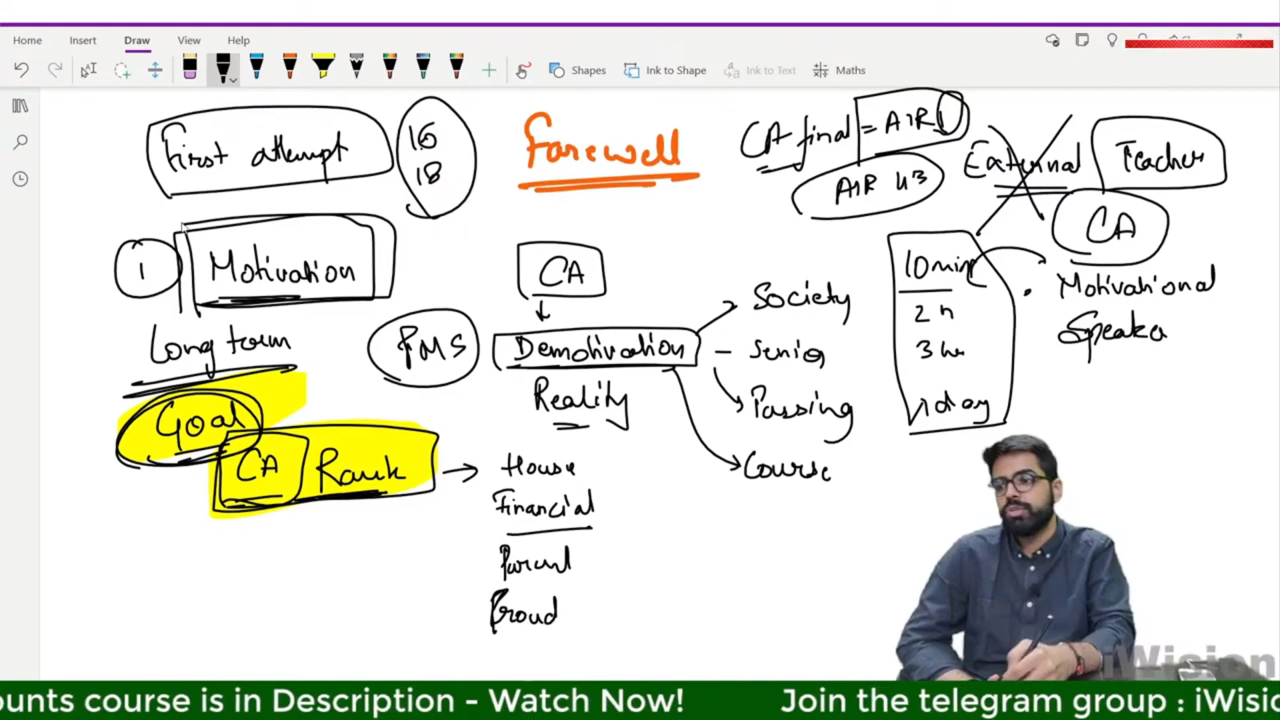 Home Insert Draw View Help
Shapes Ink to Shape Ink to Text Maths
First attempt
16
18
Farewell
CA final = AIR 1
AIR 43
External
Teacher
CA
1
Motivation
Long term
Goal
CA Rank
FMS
CA
Demotivation
Reality
Society
Senior
Passing
Course
House
Financial
Parent
Proud
10 min
2 h
3 hr
1 day
Motivational
Speaker
iWision
ounts course is in Description - Watch Now! Join the telegram group : iWisi